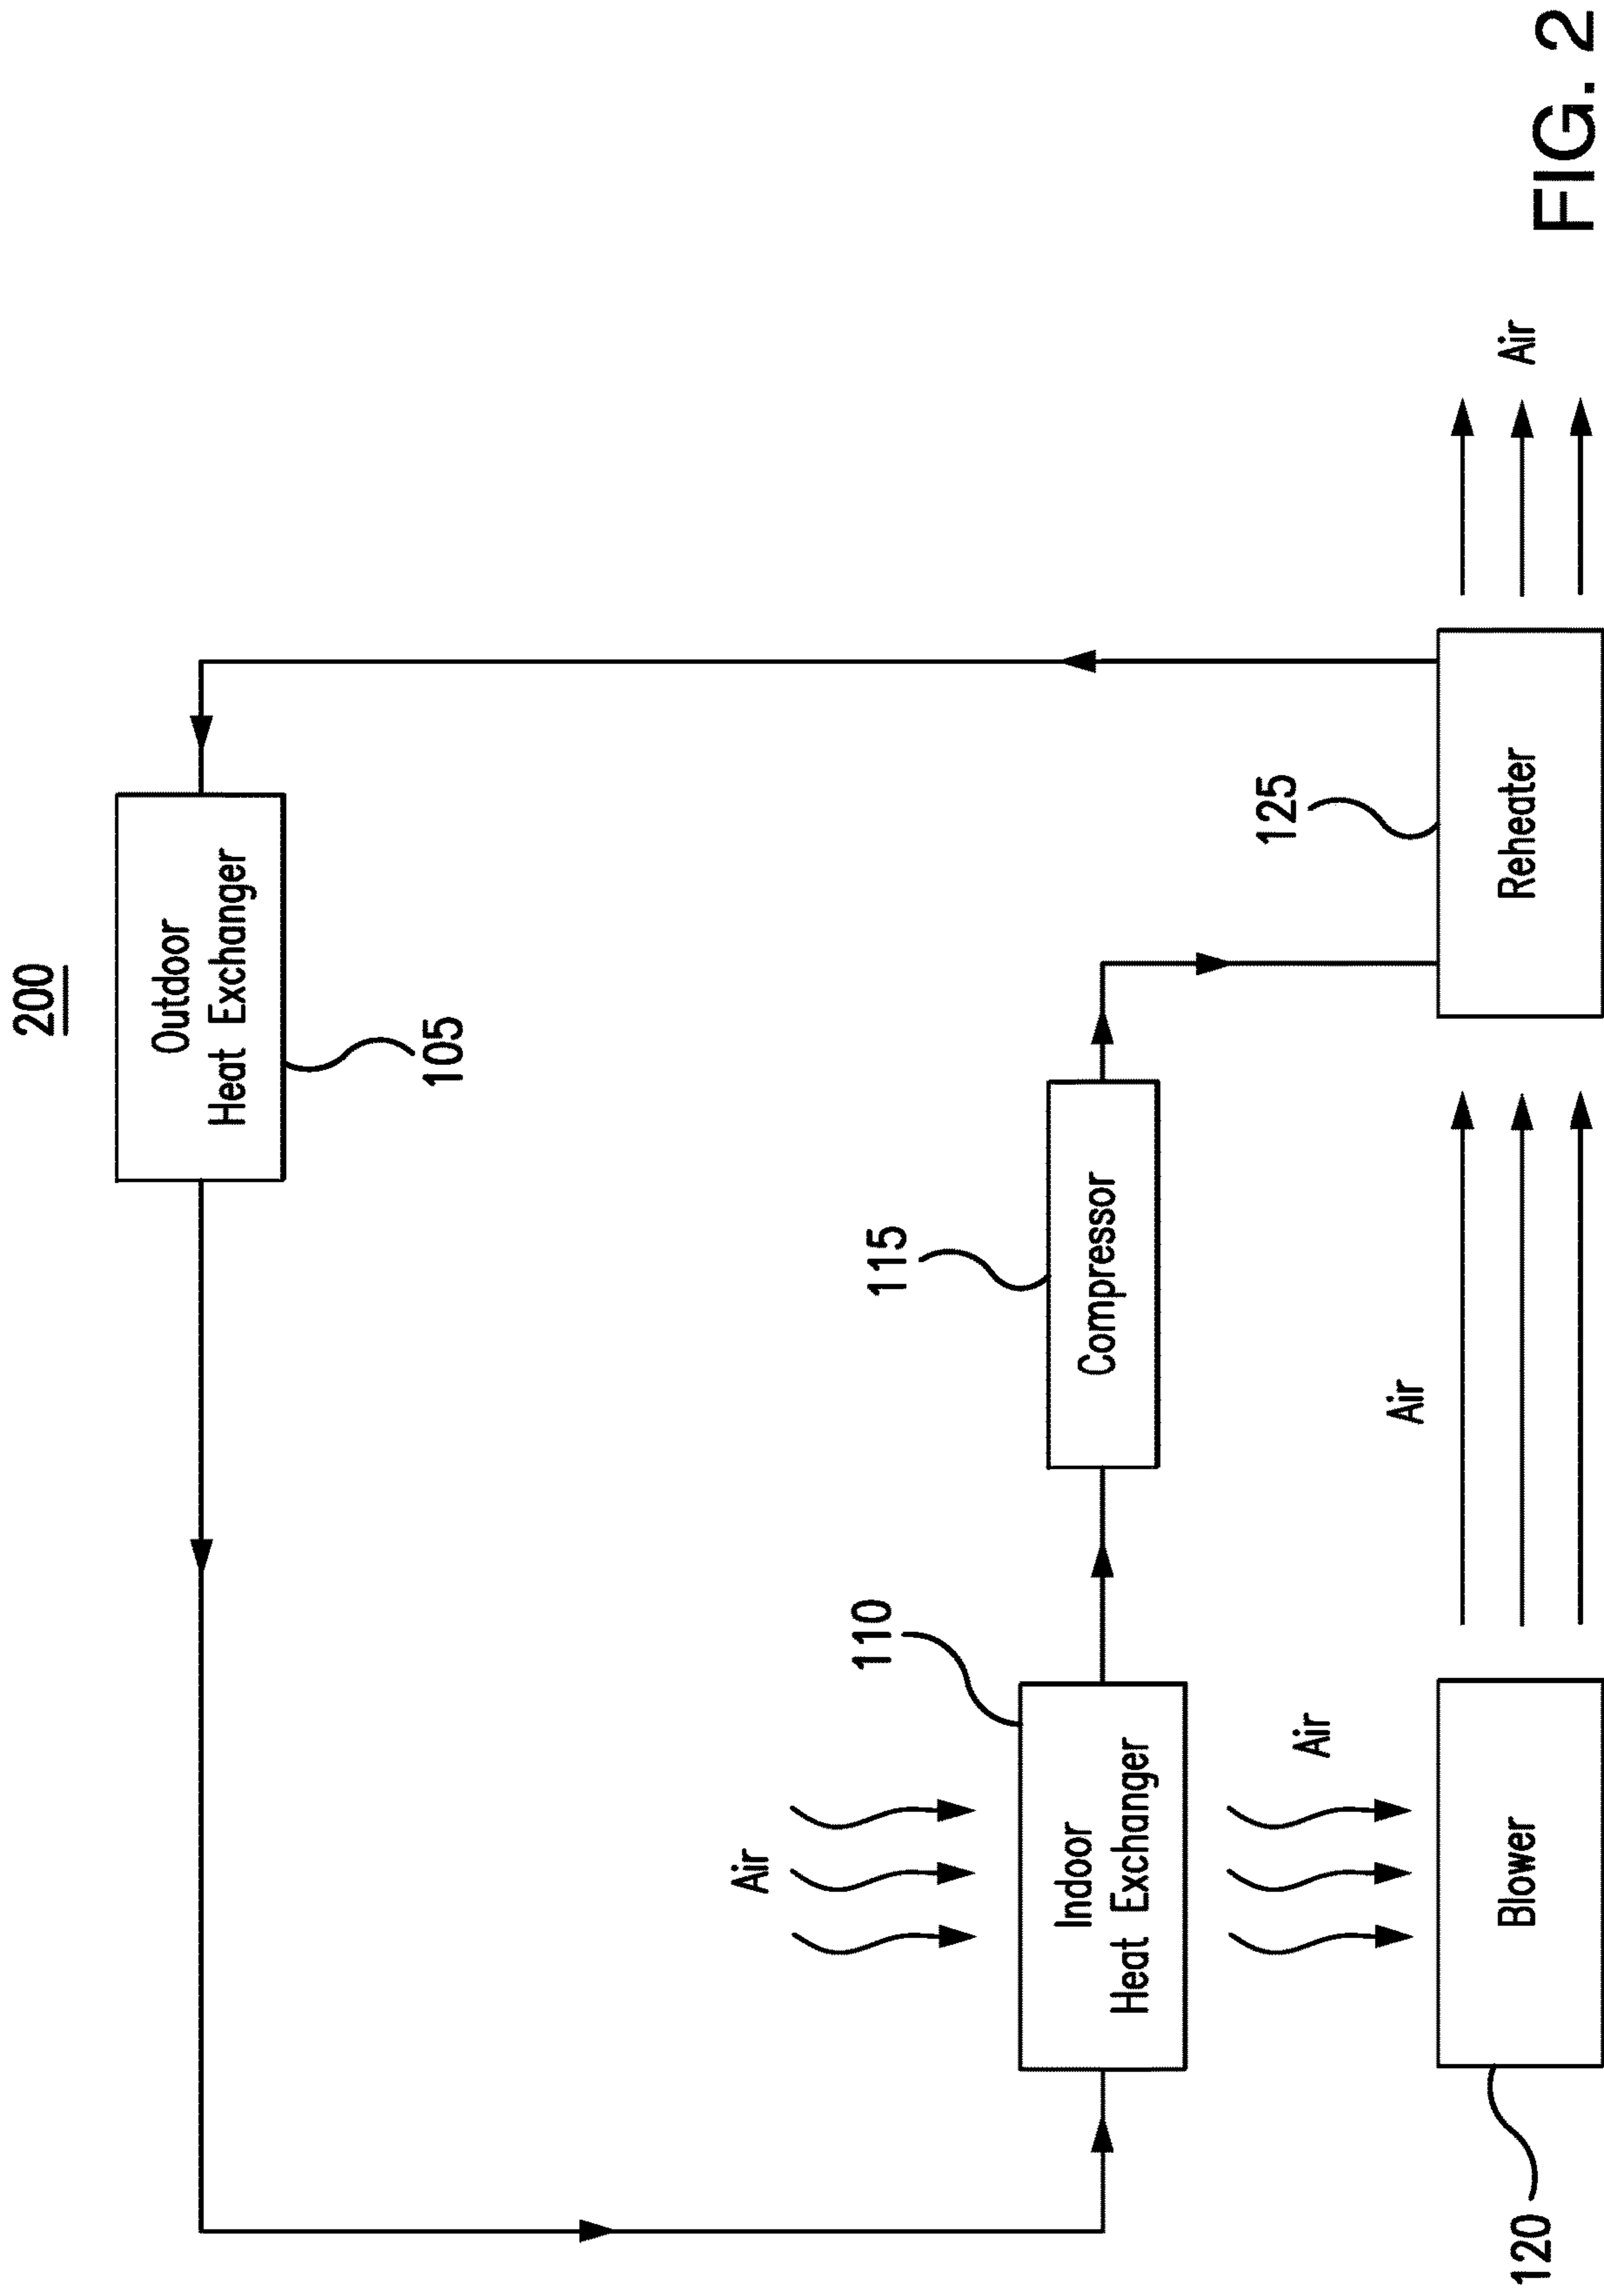 200
Outdoor
Heat Exchanger
105
Air
110
Indoor
Heat Exchanger
115
Compressor
Air
Air
125
120
Blower
Reheater
Air
FIG. 2